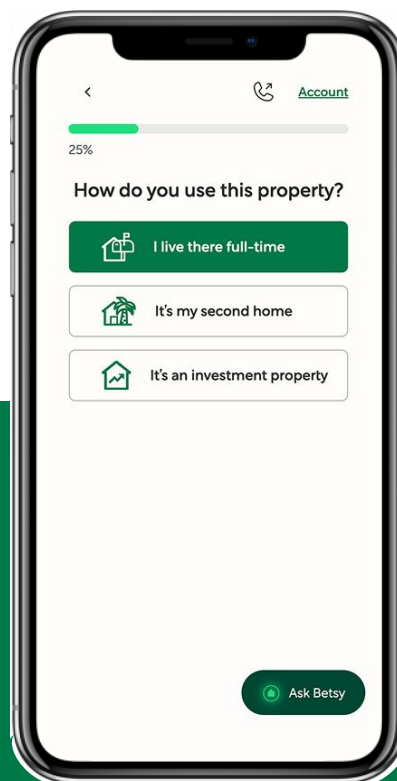 Account
25%
How do you use this property?
I live there full-time
It's my second home
It's an investment property
Ask Betsy